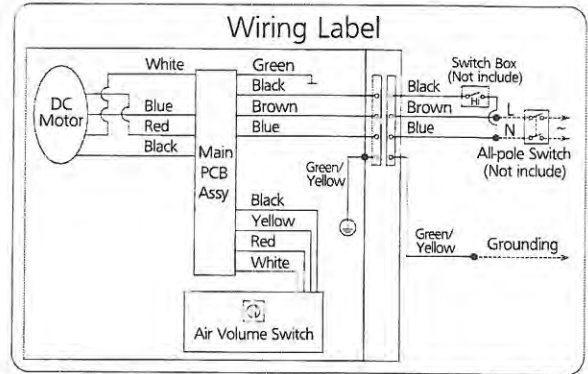 Wiring Label
White
Green
Black
Blue
Brown
Red
Blue
Black
DC
Motor
Main
PCB
Assy
Green/
Yellow
Black
Yellow
Red
White
Air Volume Switch
Switch Box
(Not include)
Black
Hi
Brown
L
Blue
N
~
All-pole Switch
(Not include)
Green/
Yellow
Grounding